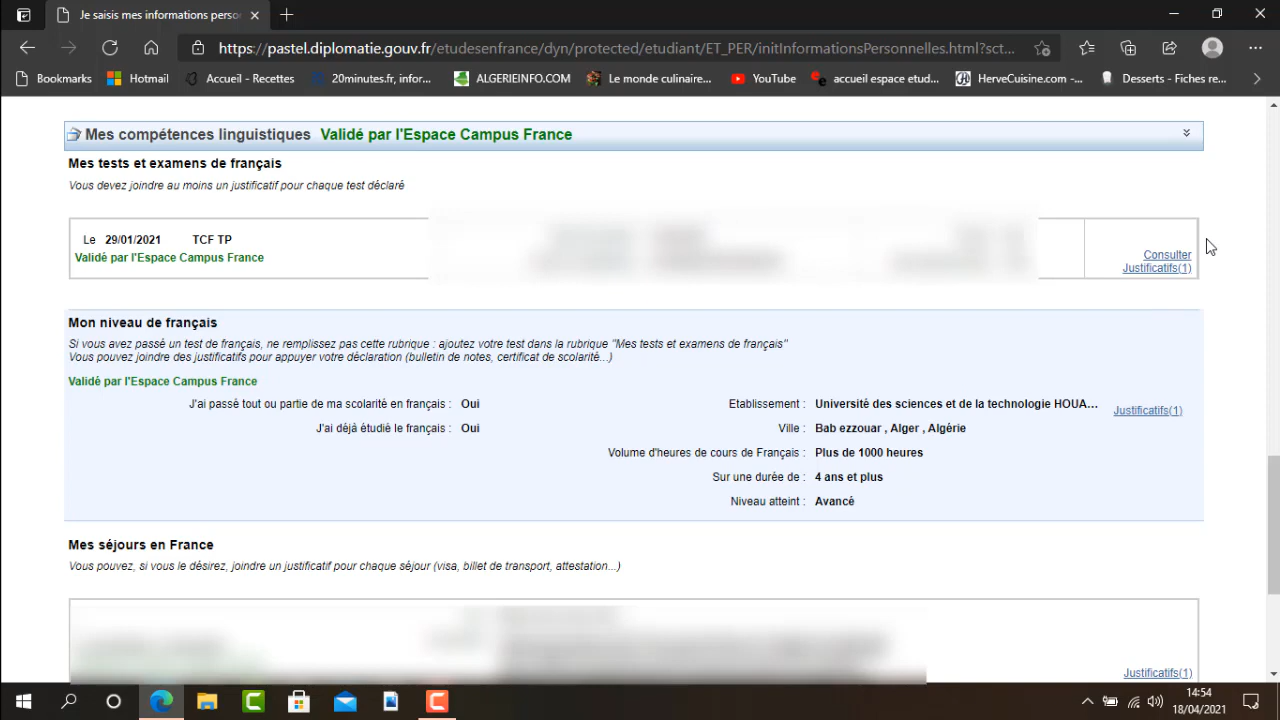 Je saisis mes informations perso
https://pastel.diplomatie.gouv.fr/etudesenfrance/dyn/protected/etudiant/ET_PER/initInformationsPersonnelles.html?sct...
Bookmarks Hotmail Accueil - Recettes 20minutes.fr, infor... ALGERIEINFO.COM Le monde culinaire... YouTube accueil espace etud... HerveCuisine.com -... Desserts - Fiches re...
Mes compétences linguistiques Validé par l'Espace Campus France
Mes tests et examens de français
Vous devez joindre au moins un justificatif pour chaque test déclaré
Le 29/01/2021 TCF TP
Validé par l'Espace Campus France
Consulter
Justificatifs(1)
Mon niveau de français
Si vous avez passé un test de français, ne remplissez pas cette rubrique : ajoutez votre test dans la rubrique "Mes tests et examens de français"
Vous pouvez joindre des justificatifs pour appuyer votre déclaration (bulletin de notes, certificat de scolarité...)
Validé par l'Espace Campus France
J'ai passé tout ou partie de ma scolarité en français : Oui Etablissement : Université des sciences et de la technologie HOUA... Justificatifs(1)
J'ai déjà étudié le français : Oui Ville : Bab ezzouar , Alger , Algérie
Volume d'heures de cours de Français : Plus de 1000 heures
Sur une durée de : 4 ans et plus
Niveau atteint : Avancé
Mes séjours en France
Vous pouvez, si vous le désirez, joindre un justificatif pour chaque séjour (visa, billet de transport, attestation...)
Justificatifs(1)
14:54
18/04/2021